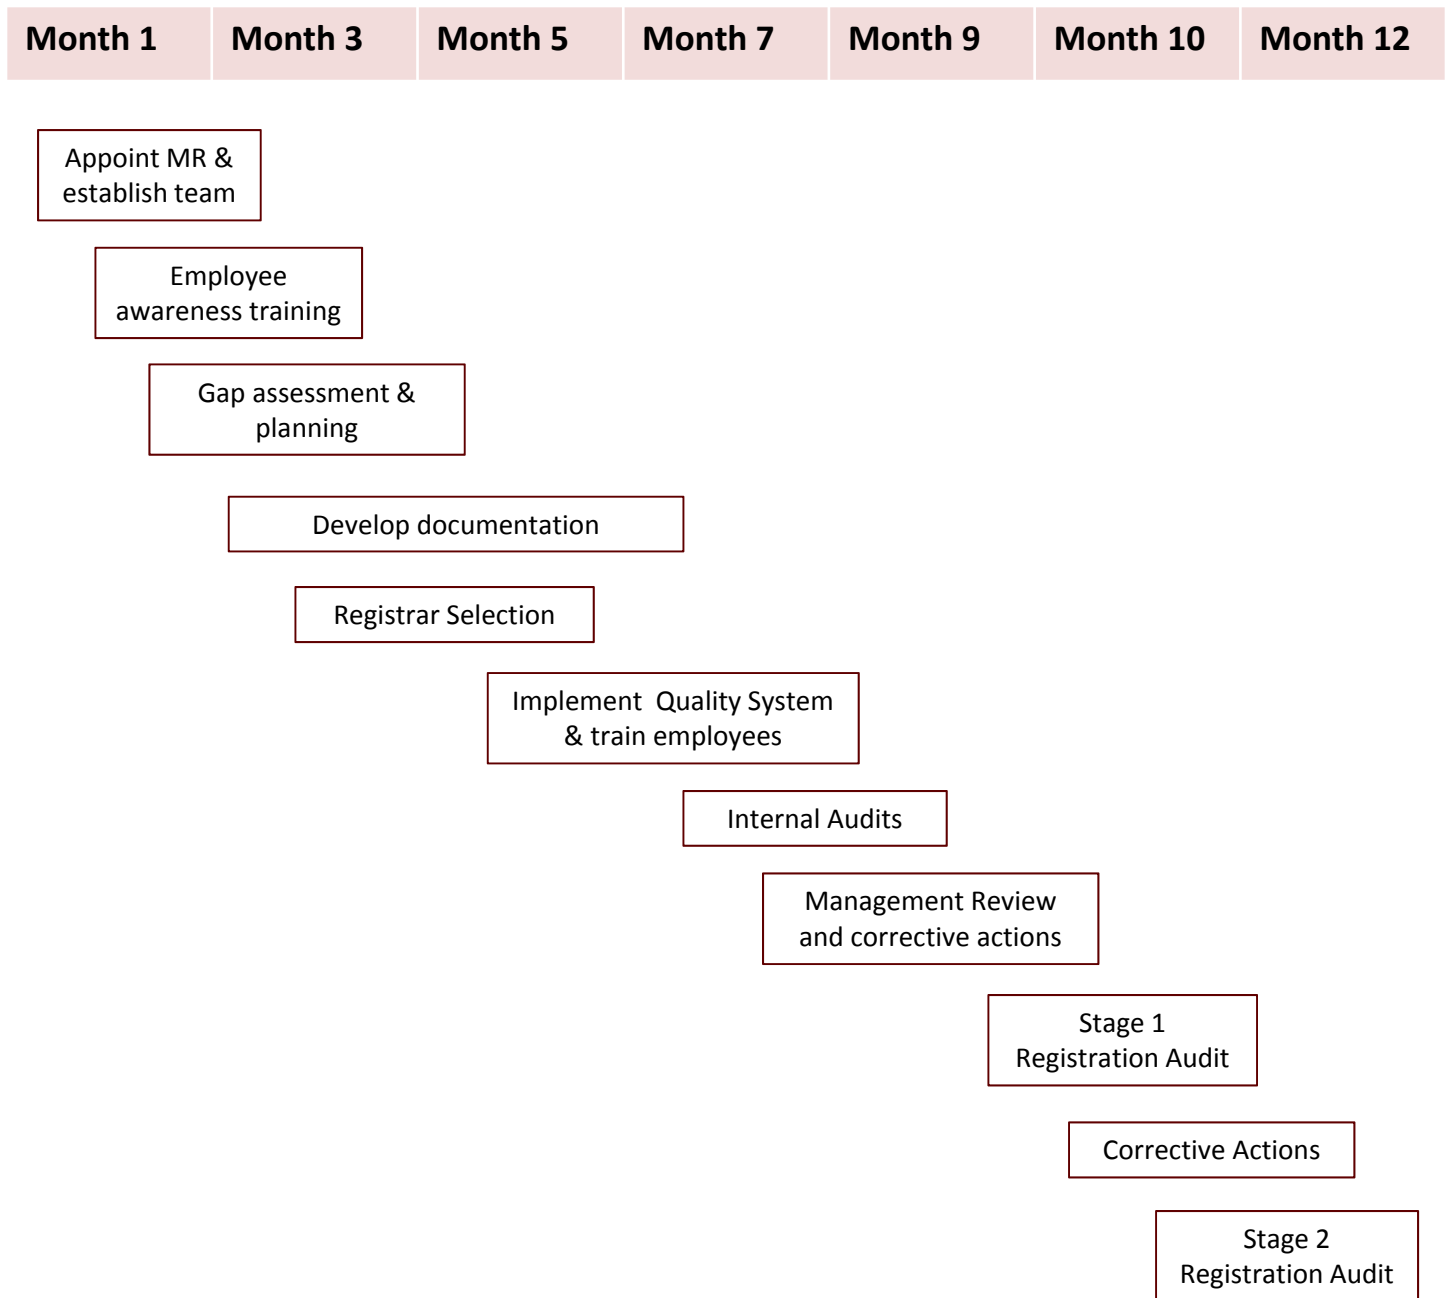 Month 1 Month 3 Month 5 Month 7 Month 9 Month 10 Month 12
Appoint MR &
establish team
Employee
awareness training
Gap assessment &
planning
Develop documentation
Registrar Selection
Implement  Quality System
& train employees
Internal Audits
Management Review
and corrective actions
Stage 1
Registration Audit
Corrective Actions
Stage 2
Registration Audit